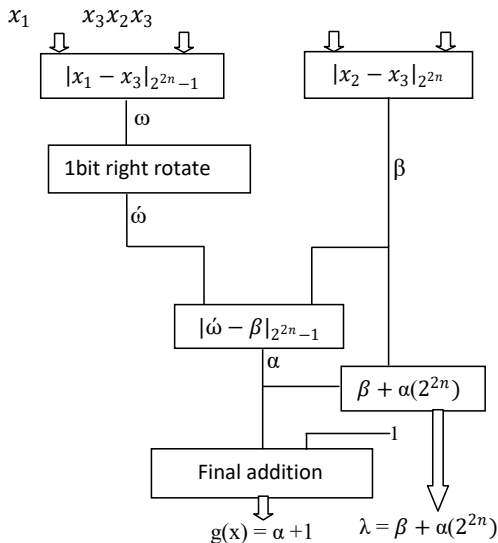 x₁ x₃x₂x₃
|x₁ − x₃|₂²ⁿ₋₁
|x₂ − x₃|₂²ⁿ
ω
1bit right rotate
β
ώ
|ώ − β|₂²ⁿ₋₁
α
β + α(2²ⁿ)
1
Final addition
g(x) = α +1
λ = β + α(2²ⁿ)